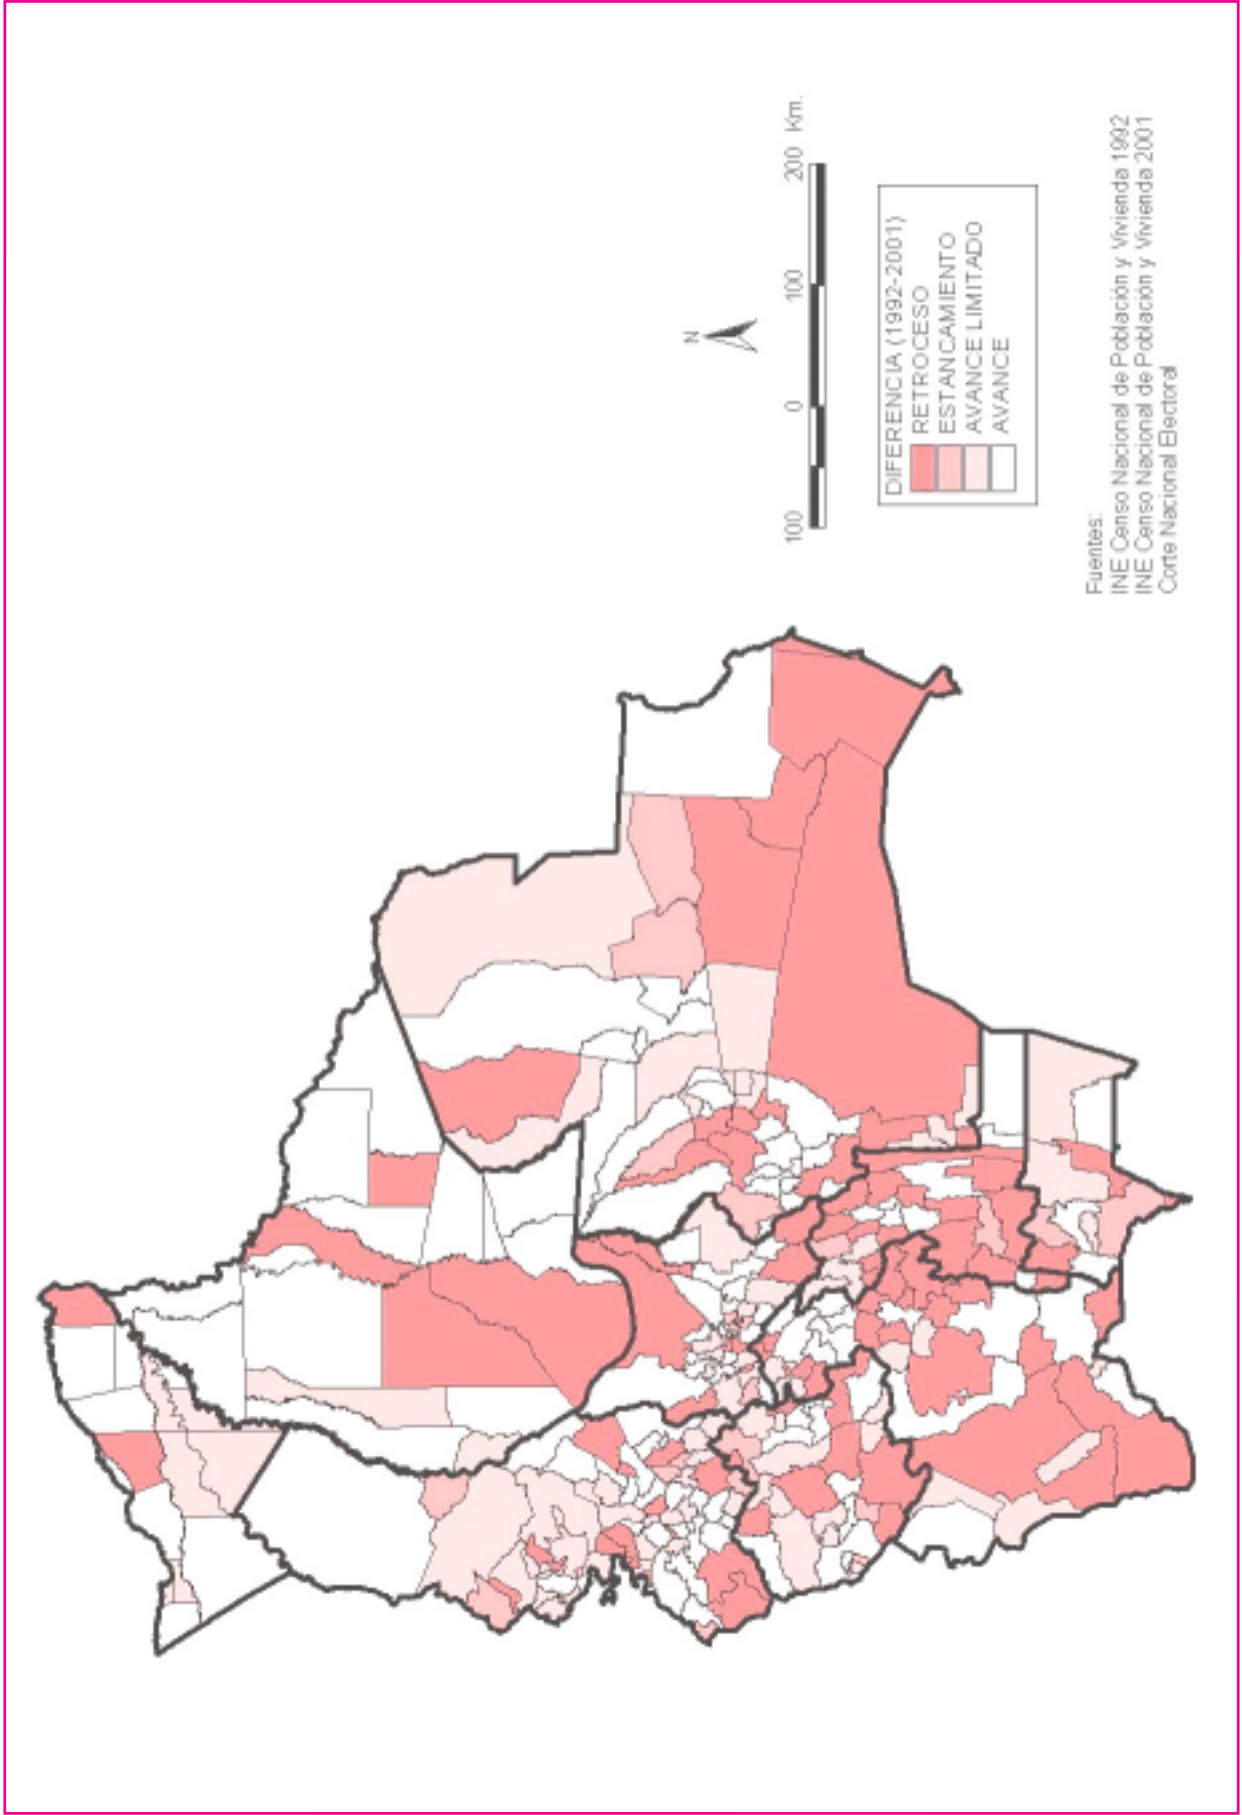 N
100 0 100 200 Km.
DIFERENCIA (1992-2001)
RETROCESO
ESTANCAMIENTO
AVANCE LIMITADO
AVANCE
Fuentes:
INE Censo Nacional de Población y Vivienda 1992
INE Censo Nacional de Población y Vivienda 2001
Corte Nacional Electoral